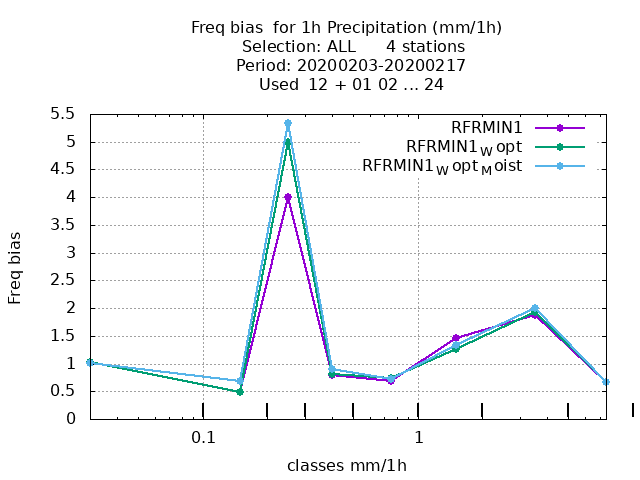 Freq bias  for 1h Precipitation (mm/1h)
Selection: ALL      4 stations
Period: 20200203-20200217
Used  12 + 01 02 ... 24
RFRMIN1
RFRMIN1Wopt
RFRMIN1WoptMoist
5.5
5
4.5
4
3.5
3
2.5
2
1.5
1
0.5
0
Freq bias
0.1 1
classes mm/1h